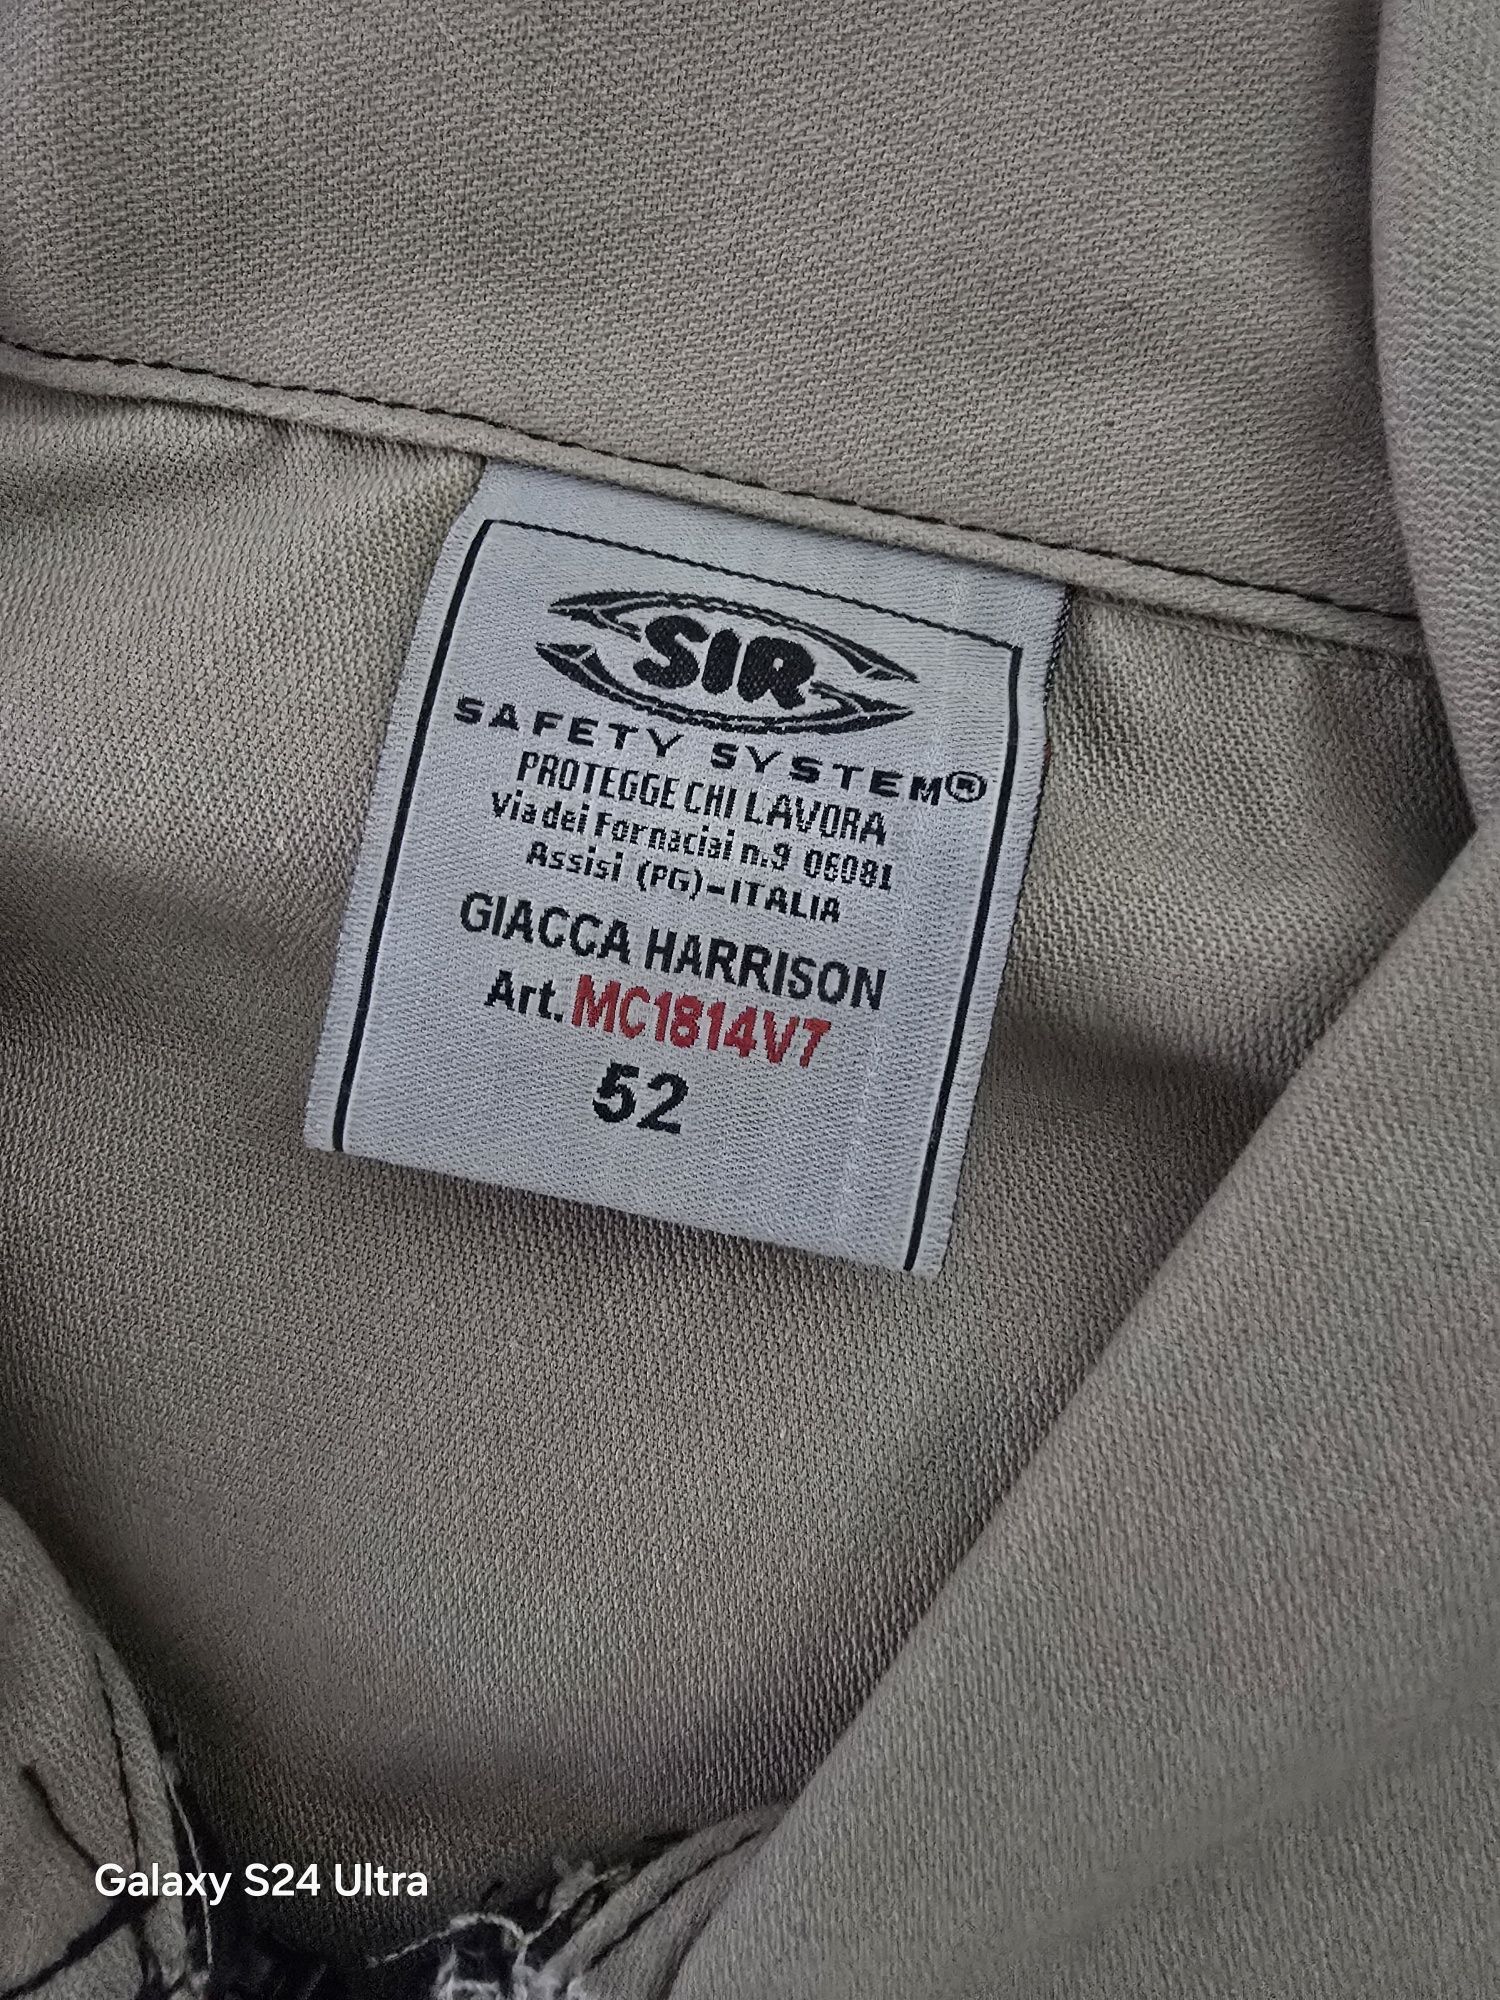 SIR
SAFETY SYSTEM®
PROTEGGE CHI LAVORA
Via dei Fornaciai n.9 06081
Assisi (PG)-ITALIA
GIACCA HARRISON
Art. MC1814V7
52
Galaxy S24 Ultra